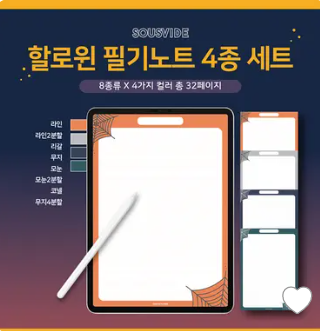 SOUSVIDE
할로윈 필기노트 4종 세트
8종류 X 4가지 컬러 총 32페이지
라인
라인2분할
리갈
무지
모눈
모눈2분할
코넬
무지4분할